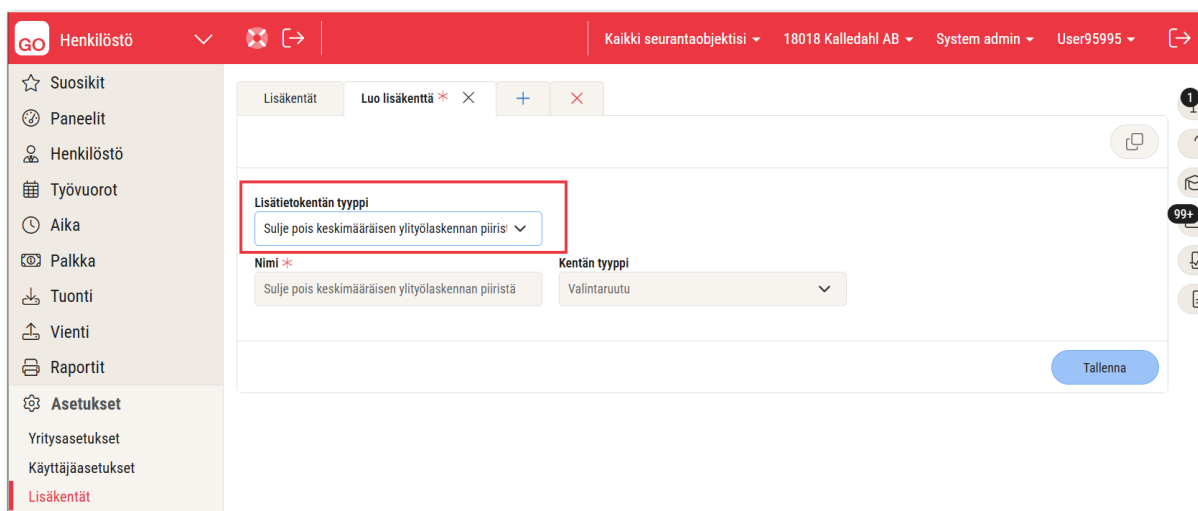 GO Henkilöstö Kaikki seurantaobjektisi 18018 Kalledahl AB System admin User95995
Suosikit
Paneelit
Henkilöstö
Työvuorot
Aika
Palkka
Tuonti
Vienti
Raportit
Asetukset
Yritysasetukset
Käyttäjäasetukset
Lisäkentät
Lisäkentät Luo lisäkenttä *
Lisätietokentän tyyppi
Sulje pois keskimääräisen ylityölaskennan piirist
Nimi * Kentän tyyppi
Sulje pois keskimääräisen ylityölaskennan piiristä Valintaruutu
Tallenna
1
99+